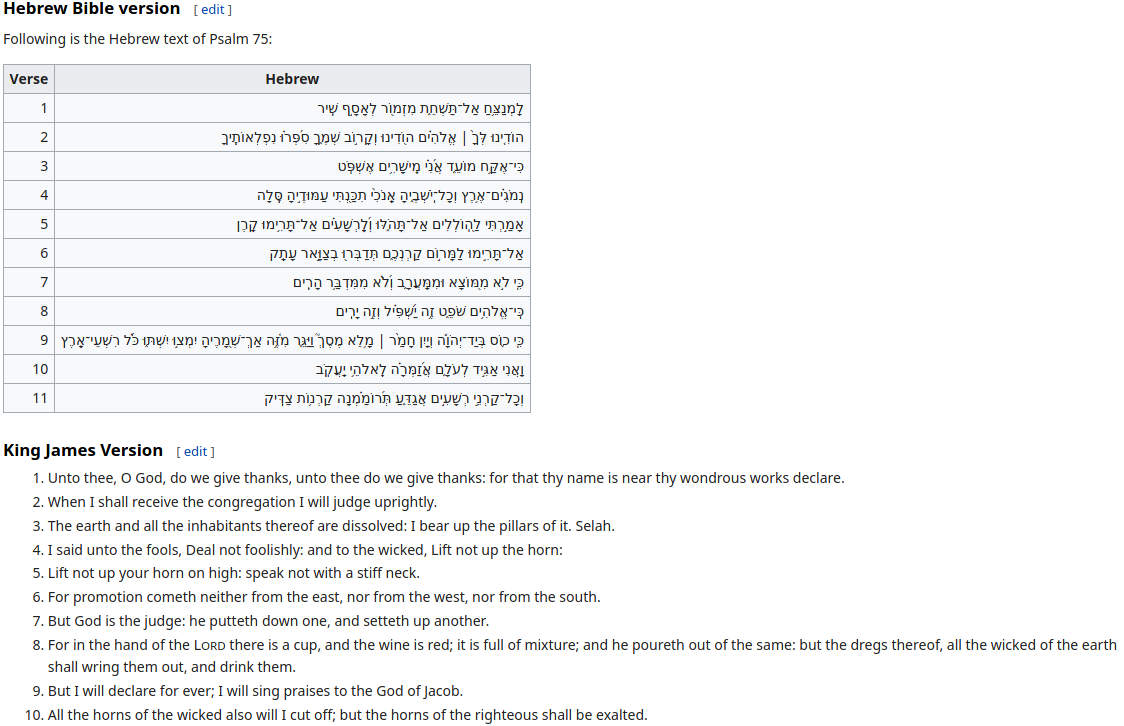 Hebrew Bible version [ edit ]
Following is the Hebrew text of Psalm 75:
Verse Hebrew
1 לַמְנַצֵּ֥חַ אַל־תַּשְׁחֵ֑ת מִזְמ֖וֹר לְאָסָ֣ף שִֽׁיר
2 הוֹדִ֤ינוּ לְּךָ֨ | אֱלֹהִ֗ים ה֭וֹדִינוּ וְקָר֣וֹב שְׁמֶ֑ךָ סִ֝פְּר֗וּ נִפְלְאוֹתֶֽיךָ
3 כִּי־אֶקַּ֥ח מוֹעֵ֑ד אֲ֝נִ֗י מֵישָׁרִ֥ים אֶשְׁפֹּֽט
4 נְֽמֹגִ֗ים־אֶ֥רֶץ וְכׇל־יֹשְׁבֶ֑יהָ אָ֝נֹכִ֨י תִכַּ֖נְתִּי עַמּוּדֶ֣יהָ סֶּֽלָה
5 אָמַ֣רְתִּי לַ֭הוֹלְלִים אַל־תָּהֹ֑לּוּ וְ֝לָרְשָׁעִ֗ים אַל־תָּרִ֥ימוּ קָֽרֶן
6 אַל־תָּרִ֣ימוּ לַמָּר֣וֹם קַרְנְכֶ֑ם תְּדַבְּר֖וּ בְצַוָּ֣אר עָתָֽק
7 כִּ֤י לֹ֣א מִ֭מּוֹצָא וּמִֽמַּעֲרָ֑ב וְ֝לֹ֗א מִמִּדְבַּ֥ר הָרִֽים
8 כִּֽי־אֱלֹהִ֥ים שֹׁפֵ֑ט זֶ֥ה יַ֝שְׁפִּ֗יל וְזֶ֣ה יָרִֽים
9 כִּ֤י כ֪וֹס בְּֽיַד־יְהֹוָ֡ה וְיַ֤יִן חָמַ֨ר | מָ֥לֵא מֶסֶךְ֮ וַיַּגֵּ֢ר מִ֫זֶּ֥ה אַךְ־שְׁ֭מָרֶיהָ יִמְצ֣וּ יִשְׁתּ֑וּ כֹּ֝֗ל רִשְׁעֵי־אָֽרֶץ
10 וַ֭אֲנִי אַגִּ֣יד לְעֹלָ֑ם אֲ֝זַמְּרָ֗ה לֵאלֹהֵ֥י יַעֲקֹֽב
11 וְכׇל־קַרְנֵ֣י רְשָׁעִ֣ים אֲגַדֵּ֑עַ תְּ֝רוֹמַ֗מְנָה קַֽרְנ֥וֹת צַדִּֽיק
King James Version [ edit ]
1. Unto thee, O God, do we give thanks, unto thee do we give thanks: for that thy name is near thy wondrous works declare.
2. When I shall receive the congregation I will judge uprightly.
3. The earth and all the inhabitants thereof are dissolved: I bear up the pillars of it. Selah.
4. I said unto the fools, Deal not foolishly: and to the wicked, Lift not up the horn:
5. Lift not up your horn on high: speak not with a stiff neck.
6. For promotion cometh neither from the east, nor from the west, nor from the south.
7. But God is the judge: he putteth down one, and setteth up another.
8. For in the hand of the LORD there is a cup, and the wine is red; it is full of mixture; and he poureth out of the same: but the dregs thereof, all the wicked of the earth
shall wring them out, and drink them.
9. But I will declare for ever; I will sing praises to the God of Jacob.
10. All the horns of the wicked also will I cut off; but the horns of the righteous shall be exalted.